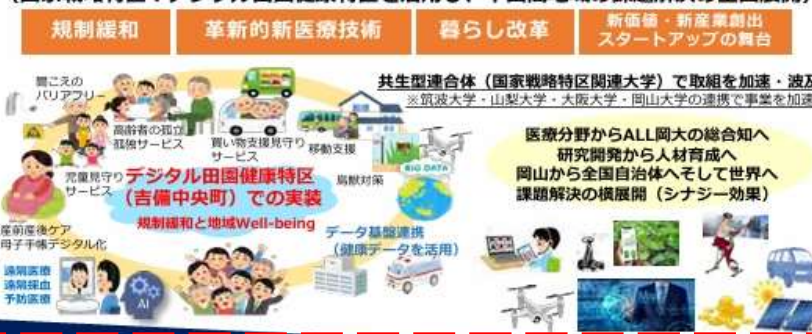 規制緩和
革新的新医療技術
暮らし改革
新価値・新産業創出
スタートアップの舞台
共生型連合体（国家戦略特区関連大学）で取組を加速・波及
※筑波大学・山梨大学・大阪大学・岡山大学の連携で事業を加速
聞こえの
バリアフリー
高齢者の孤立
孤独サービス
買い物支援見守り
サービス
移動支援
BIG DATA
児童見守り
サービス
鳥獣対策
デジタル田園健康特区
（吉備中央町）での実装
規制緩和と地域Well-being
産前産後ケア
母子手帳デジタル化
データ基盤連携
（健康データを活用）
遠隔医療
遠隔採血
予防医療
AI
医療分野からALL岡大の総合知へ
研究開発から人材育成へ
岡山から全国自治体へそして世界へ
課題解決の横展開（シナジー効果）